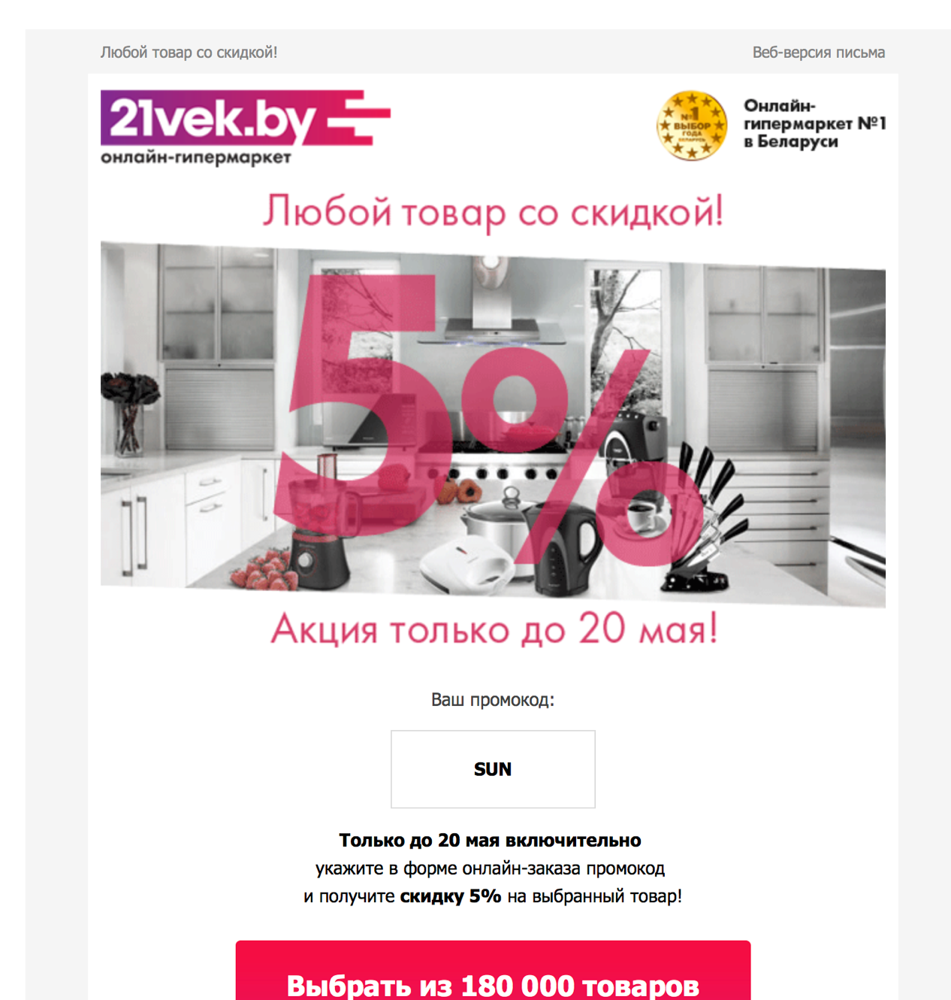 Любой товар со скидкой!
Веб-версия письма
21vek.by
онлайн-гипермаркет
№1
ВЫБОР
ГОДА
БЕЛАРУСЬ
Онлайн-
гипермаркет №1
в Беларуси
Любой товар со скидкой!
5%
Акция только до 20 мая!
Ваш промокод:
SUN
Только до 20 мая включительно
укажите в форме онлайн-заказа промокод
и получите скидку 5% на выбранный товар!
Выбрать из 180 000 товаров